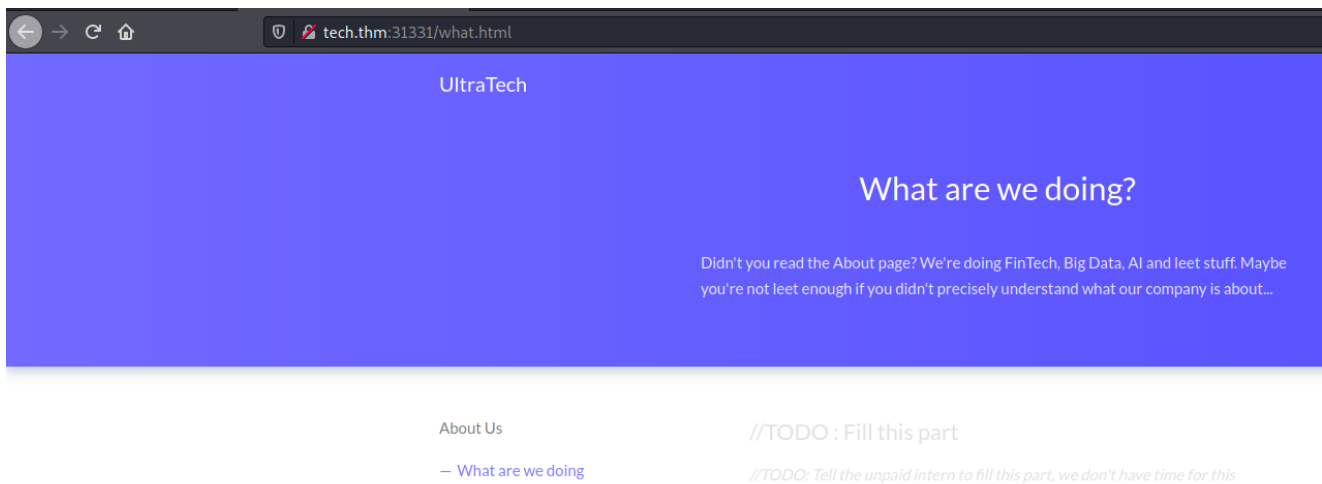 tech.thm:31331/what.html
UltraTech
What are we doing?
Didn't you read the About page? We're doing FinTech, Big Data, AI and leet stuff. Maybe
you're not leet enough if you didn't precisely understand what our company is about...
About Us
//TODO : Fill this part
— What are we doing
//TODO: Tell the unpaid intern to fill this part, we don't have time for this